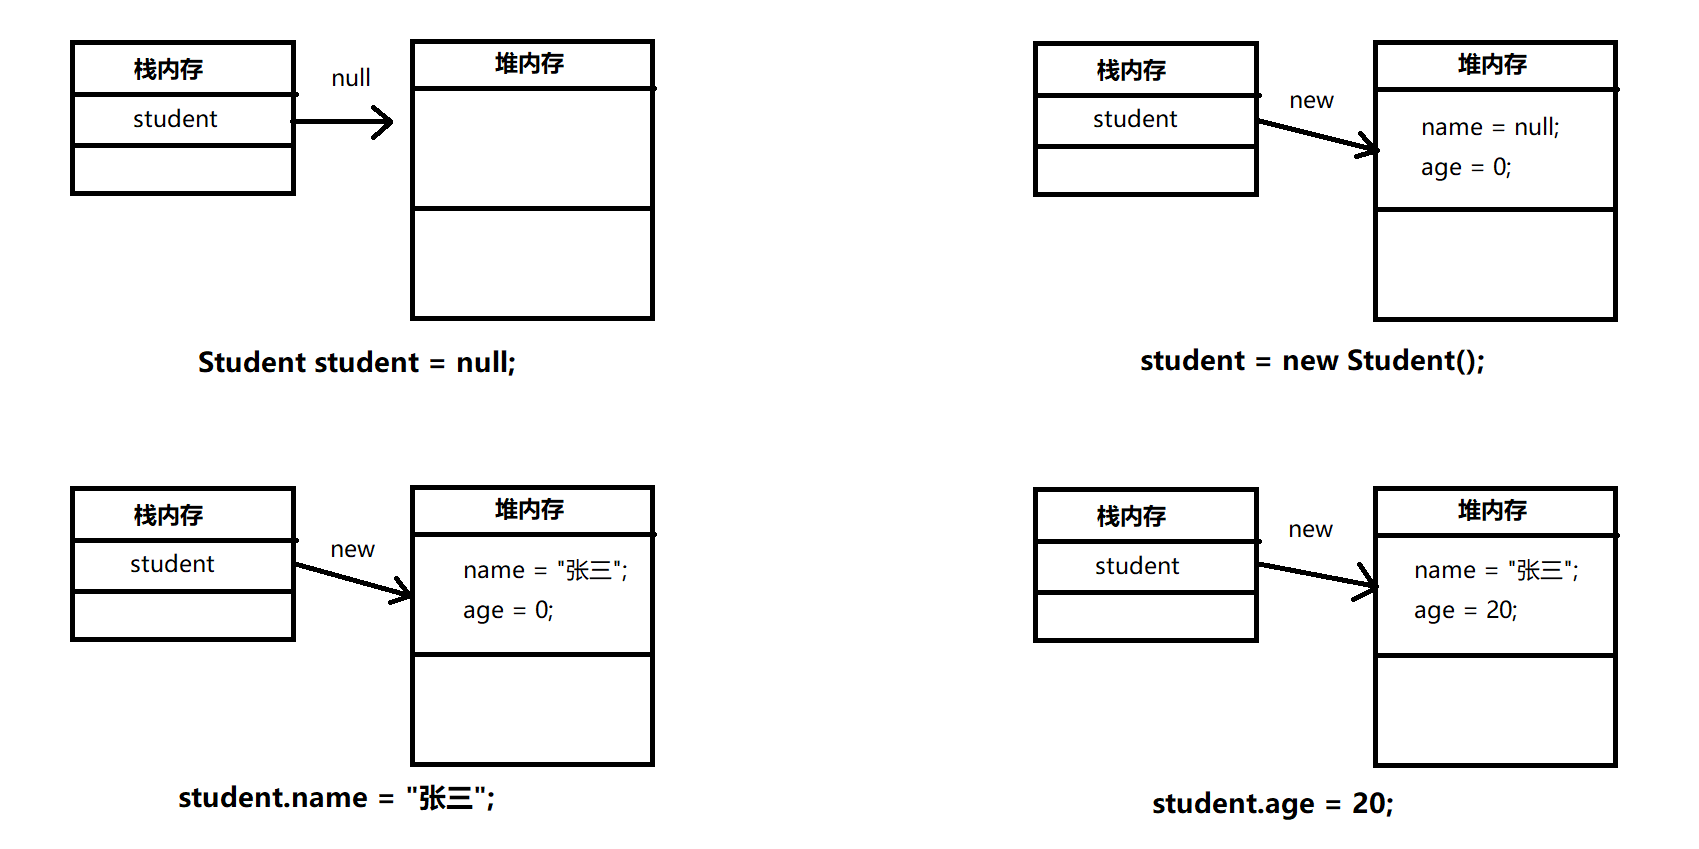 栈内存
student
null
堆内存
Student student = null;
栈内存
student
new
堆内存
name = null;
age = 0;
student = new Student();
栈内存
student
new
堆内存
name = "张三";
age = 0;
student.name = "张三";
栈内存
student
new
堆内存
name = "张三";
age = 20;
student.age = 20;